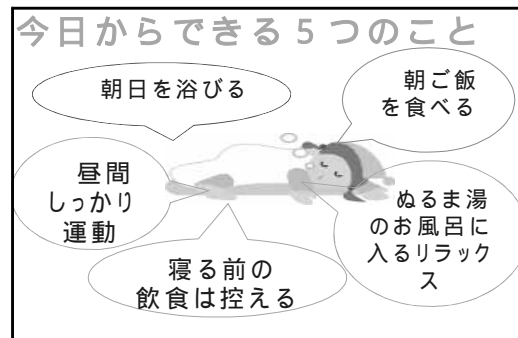 今日からできる５つのこと
朝日を浴びる
朝ご飯
を食べる
昼間
しっかり
運動
ぬるま湯
のお風呂に
入るリラック
ス
寝る前の
飲食は控える